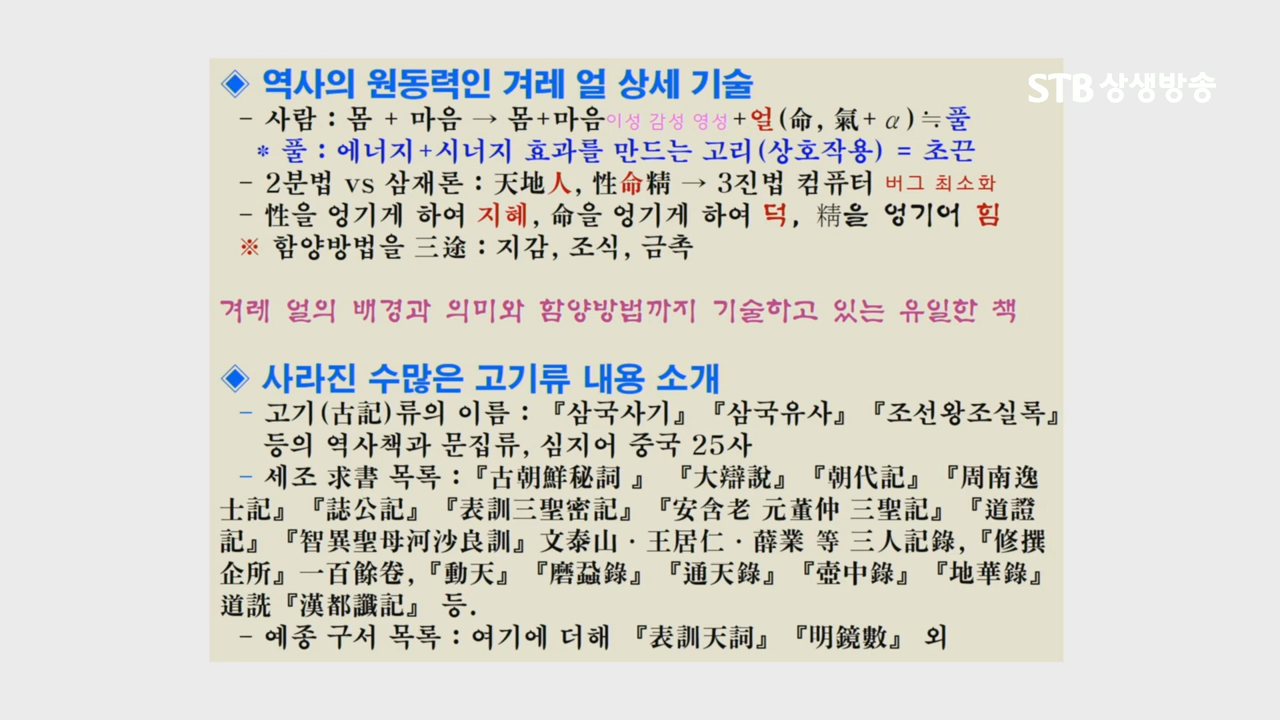 ◈ 역사의 원동력인 겨레 얼 상세 기술
STB 상생방송
- 사람 : 몸 + 마음 → 몸+마음이성 감성 영성+얼(命, 氣+ α)≒풀
* 풀 : 에너지+시너지 효과를 만드는 고리(상호작용) = 초끈
- 2분법 vs 삼재론 : 天地人, 性命精 → 3진법 컴퓨터 버그 최소화
- 性을 엉기게 하여 지혜, 命을 엉기게 하여 덕, 精을 엉기어 힘
※ 함양방법을 三途 : 지감, 조식, 금촉
겨레 얼의 배경과 의미와 함양방법까지 기술하고 있는 유일한 책
◈ 사라진 수많은 고기류 내용 소개
- 고기(古記)류의 이름 : 『삼국사기』 『삼국유사』 『조선왕조실록』
등의 역사책과 문집류, 심지어 중국 25사
- 세조 求書 목록 :『古朝鮮秘詞 』 『大辯說』 『朝代記』 『周南逸
士記』 『誌公記』 『表訓三聖密記』 『安含老 元董仲 三聖記』 『道證
記』 『智異聖母河沙良訓』文泰山 · 王居仁 · 薛業 等 三人記錄,『修撰
企所』一百餘卷,『動天』 『磨蝨錄』 『通天錄』 『壺中錄』 『地華錄』
道詵『漢都讖記』 등.
- 예종 구서 목록 : 여기에 더해 『表訓天詞』 『明鏡數』 외